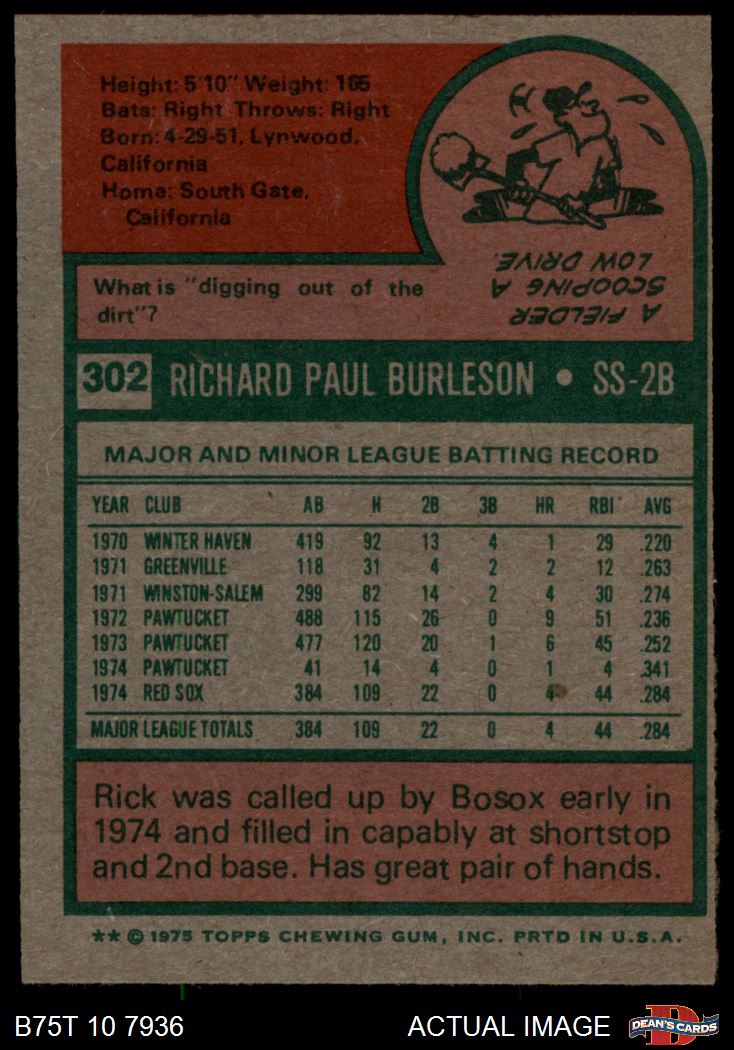 Height: 5'10" Weight: 165
Bats: Right Throws: Right
Born: 4-29-51, Lynwood,
California
Home: South Gate,
California
What is "digging out of the
dirt"?
A FIELDER
SCOOPING A
LOW DRIVE.
302 RICHARD PAUL BURLESON • SS-2B
MAJOR AND MINOR LEAGUE BATTING RECORD
YEAR CLUB AB H 2B 3B HR RBI AVG
1970 WINTER HAVEN 419 92 13 4 1 29 .220
1971 GREENVILLE 118 31 4 2 2 12 .263
1971 WINSTON-SALEM 299 82 14 2 4 30 .274
1972 PAWTUCKET 488 115 26 0 9 51 .236
1973 PAWTUCKET 477 120 20 1 6 45 .252
1974 PAWTUCKET 41 14 4 0 1 4 .341
1974 RED SOX 384 109 22 0 4 44 .284
MAJOR LEAGUE TOTALS 384 109 22 0 4 44 .284
Rick was called up by Bosox early in
1974 and filled in capably at shortstop
and 2nd base. Has great pair of hands.
** © 1975 TOPPS CHEWING GUM, INC. PRTD IN U.S.A.
B75T 10 7936 ACTUAL IMAGE DEAN'S CARDS